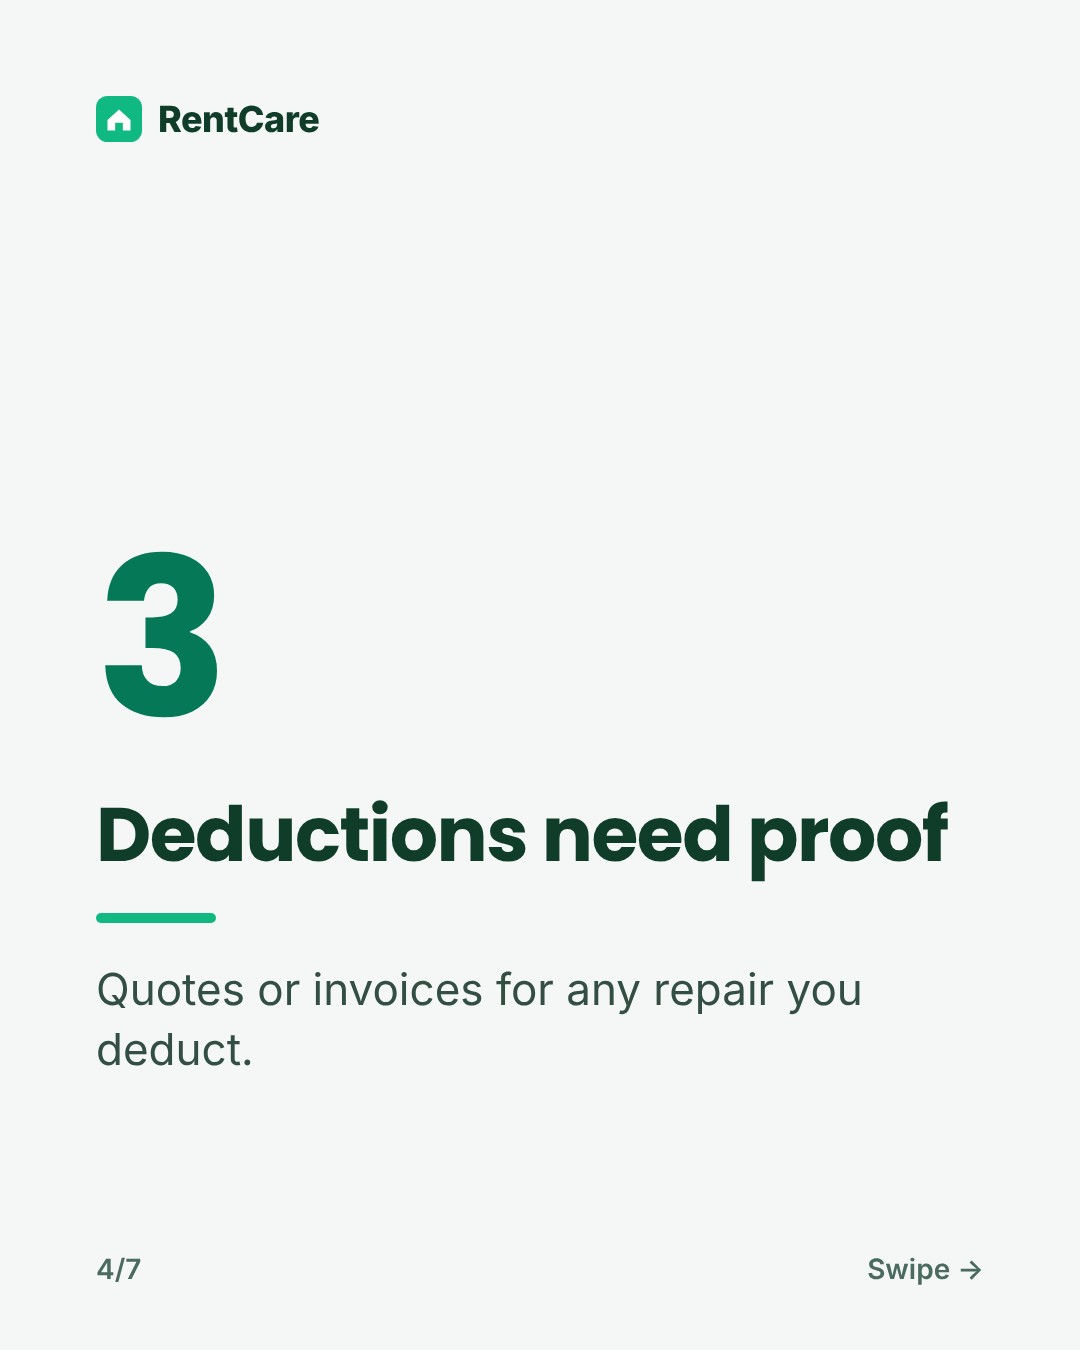 RentCare
3
Deductions need proof
Quotes or invoices for any repair you
deduct.
4/7
Swipe →